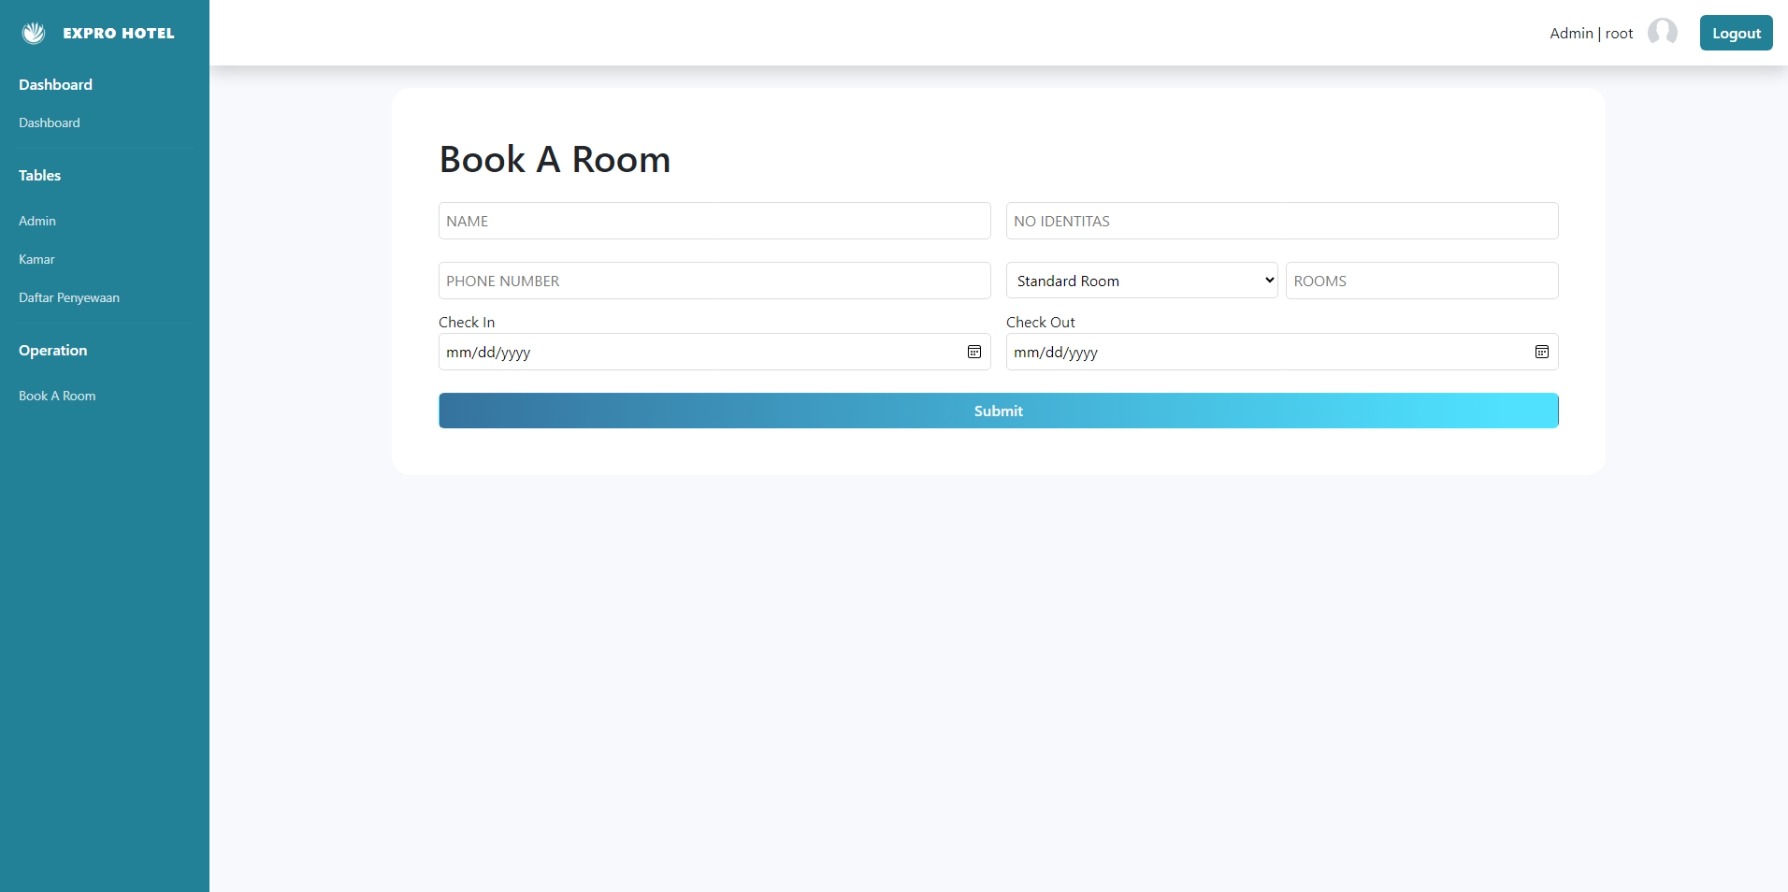 EXPRO HOTEL
Admin | root
Logout
Dashboard
Dashboard
Tables
Admin
Kamar
Daftar Penyewaan
Operation
Book A Room
Book A Room
NAME
NO IDENTITAS
PHONE NUMBER
Standard Room
ROOMS
Check In
Check Out
mm/dd/yyyy
mm/dd/yyyy
Submit